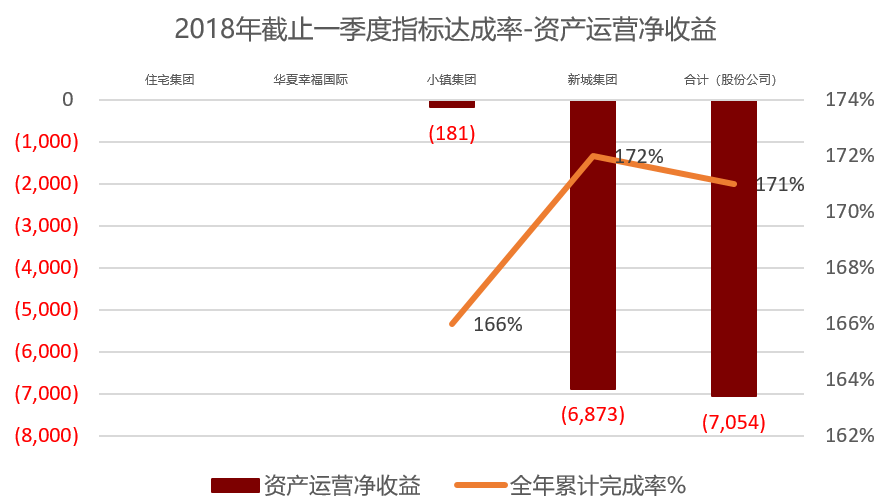 2018年截止一季度指标达成率-资产运营净收益
住宅集团 华夏幸福国际 小镇集团 新城集团 合计（股份公司）
0 174%
(1,000) (181)
(2,000) 172% 172%
(3,000) 171% 170%
(4,000) 168%
(5,000) 166% 166%
(6,000) 164%
(7,000) (6,873) (7,054)
(8,000) 162%
资产运营净收益 全年累计完成率%